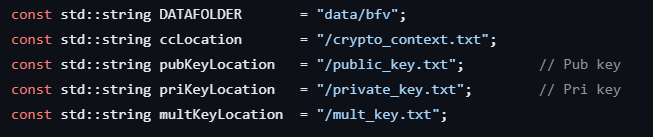 const std::string DATAFOLDER       = "data/bfv";
const std::string ccLocation       = "/crypto_context.txt";
const std::string pubKeyLocation   = "/public_key.txt";         // Pub key
const std::string priKeyLocation   = "/private_key.txt";        // Pri key
const std::string multKeyLocation  = "/mult_key.txt";